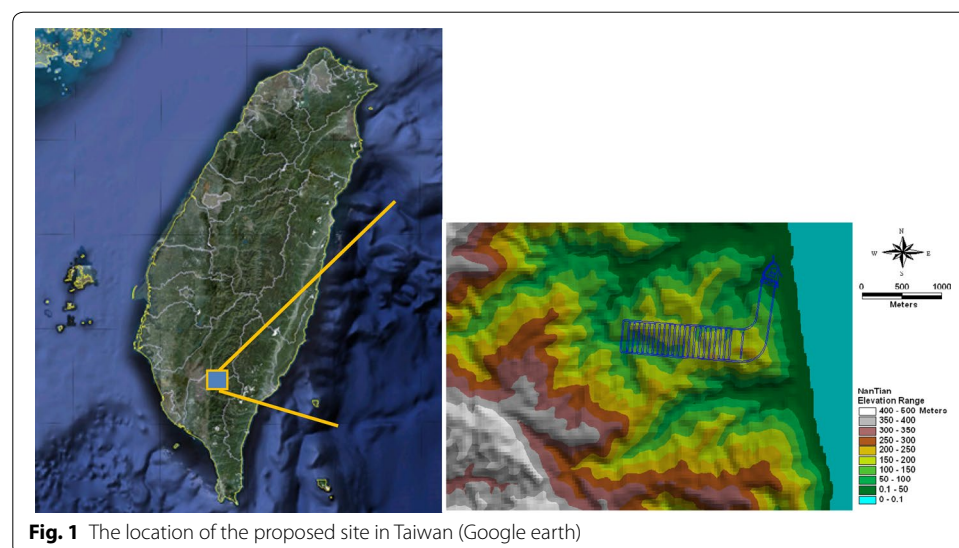 N
W E
S
0 500 1000
Meters
NanTian
Elevation Range
400 - 500 Meters
350 - 400
300 - 350
250 - 300
200 - 250
150 - 200
100 - 150
50 - 100
0.1 - 50
0 - 0.1
Fig. 1 The location of the proposed site in Taiwan (Google earth)